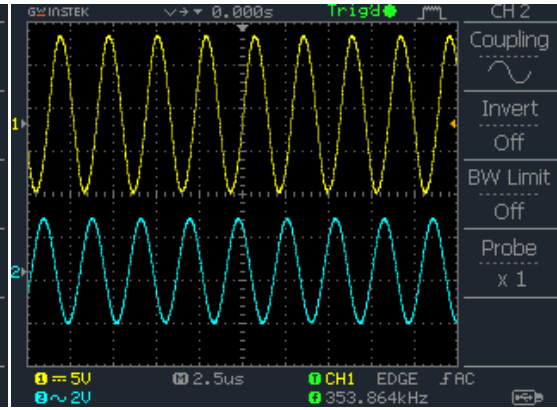 GW INSTEK 0.000s Trig'd CH 2
Coupling
Invert
Off
BW Limit
Off
Probe
x 1
1
2
1 5V M 2.5us T CH1 EDGE AC
2 2V F 353.864kHz